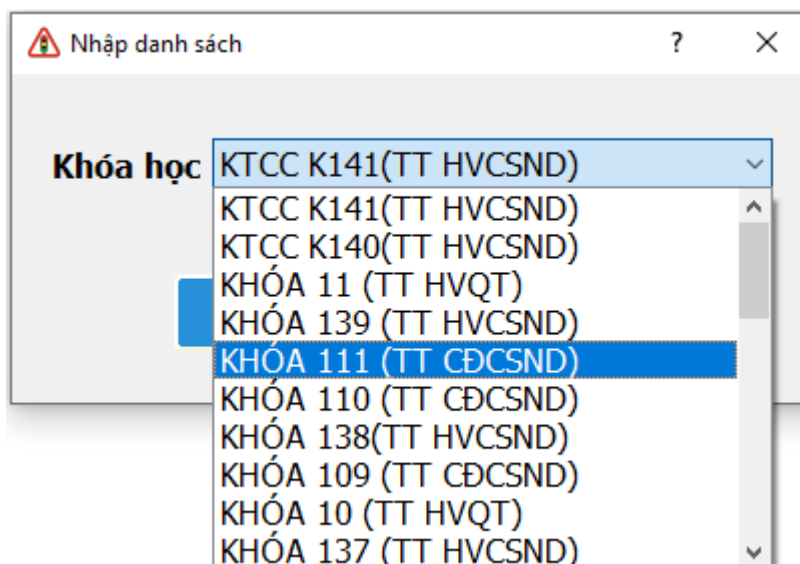 Nhập danh sách ?
Khóa học KTCC K141(TT HVCSND)
KTCC K141(TT HVCSND)
KTCC K140(TT HVCSND)
KHÓA 11 (TT HVQT)
KHÓA 139 (TT HVCSND)
KHÓA 111 (TT CĐCSND)
KHÓA 110 (TT CĐCSND)
KHÓA 138(TT HVCSND)
KHÓA 109 (TT CĐCSND)
KHÓA 10 (TT HVQT)
KHÓA 137 (TT HVCSND)